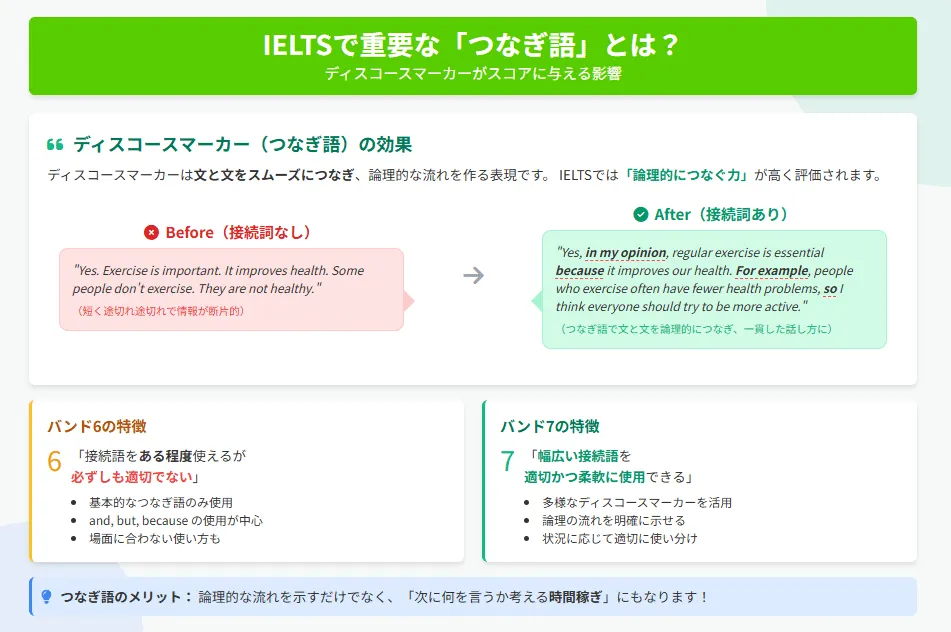 IELTSで重要な「つなぎ語」とは？
ディスコースマーカーがスコアに与える影響
ディスコースマーカー（つなぎ語）の効果
ディスコースマーカーは文と文をスムーズにつなぎ、論理的な流れを作る表現です。 IELTSでは「論理的につなぐ力」が高く評価されます。
Before（接続詞なし）
"Yes. Exercise is important. It improves health. Some
people don't exercise. They are not healthy."
（短く途切れ途切れで情報が断片的）
After（接続詞あり）
"Yes, in my opinion, regular exercise is essential
because it improves our health. For example, people
who exercise often have fewer health problems, so I
think everyone should try to be more active."
（つなぎ語で文と文を論理的につなぎ、一貫した話し方に）
バンド6の特徴
6
「接続語をある程度使えるが
必ずしも適切でない」
• 基本的なつなぎ語のみ使用
• and, but, because の使用が中心
• 場面に合わない使い方も
バンド7の特徴
7
「幅広い接続語を
適切かつ柔軟に使用できる」
• 多様なディスコースマーカーを活用
• 論理の流れを明確に示せる
• 状況に応じて適切に使い分け
つなぎ語のメリット： 論理的な流れを示すだけでなく、「次に何を言うか考える時間稼ぎ」にもなります！